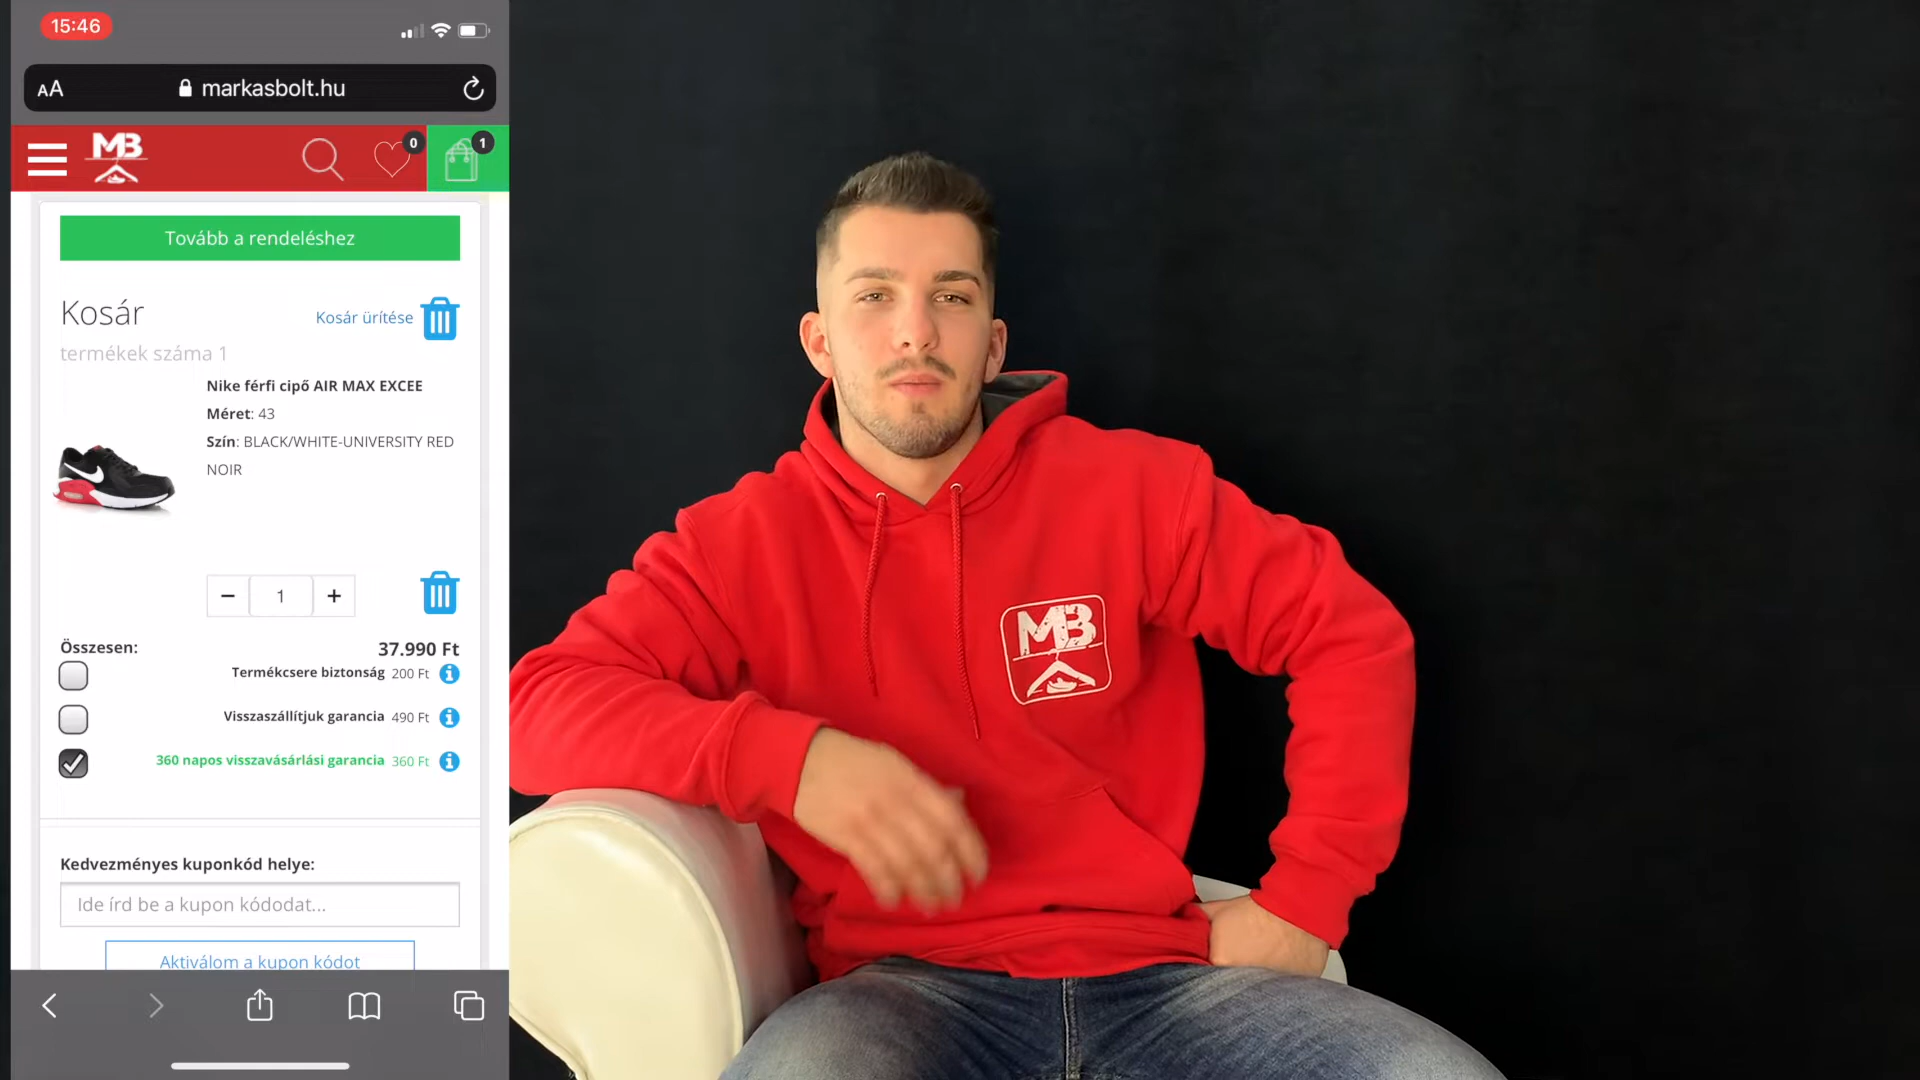 15:46
AA
markasbolt.hu
MB
0
1
Tovább a rendeléshez
Kosár
Kosár ürítése
termékek száma 1
Nike férfi cipő AIR MAX EXCEE
Méret: 43
Szín: BLACK/WHITE-UNIVERSITY RED
NOIR
− 1 +
Összesen: 37.990 Ft
Termékcsere biztonság 200 Ft
Visszaszállítjuk garancia 490 Ft
360 napos visszavásárlási garancia 360 Ft
Kedvezményes kuponkód helye:
Ide írd be a kupon kódodat...
Aktiválom a kupon kódot
MB